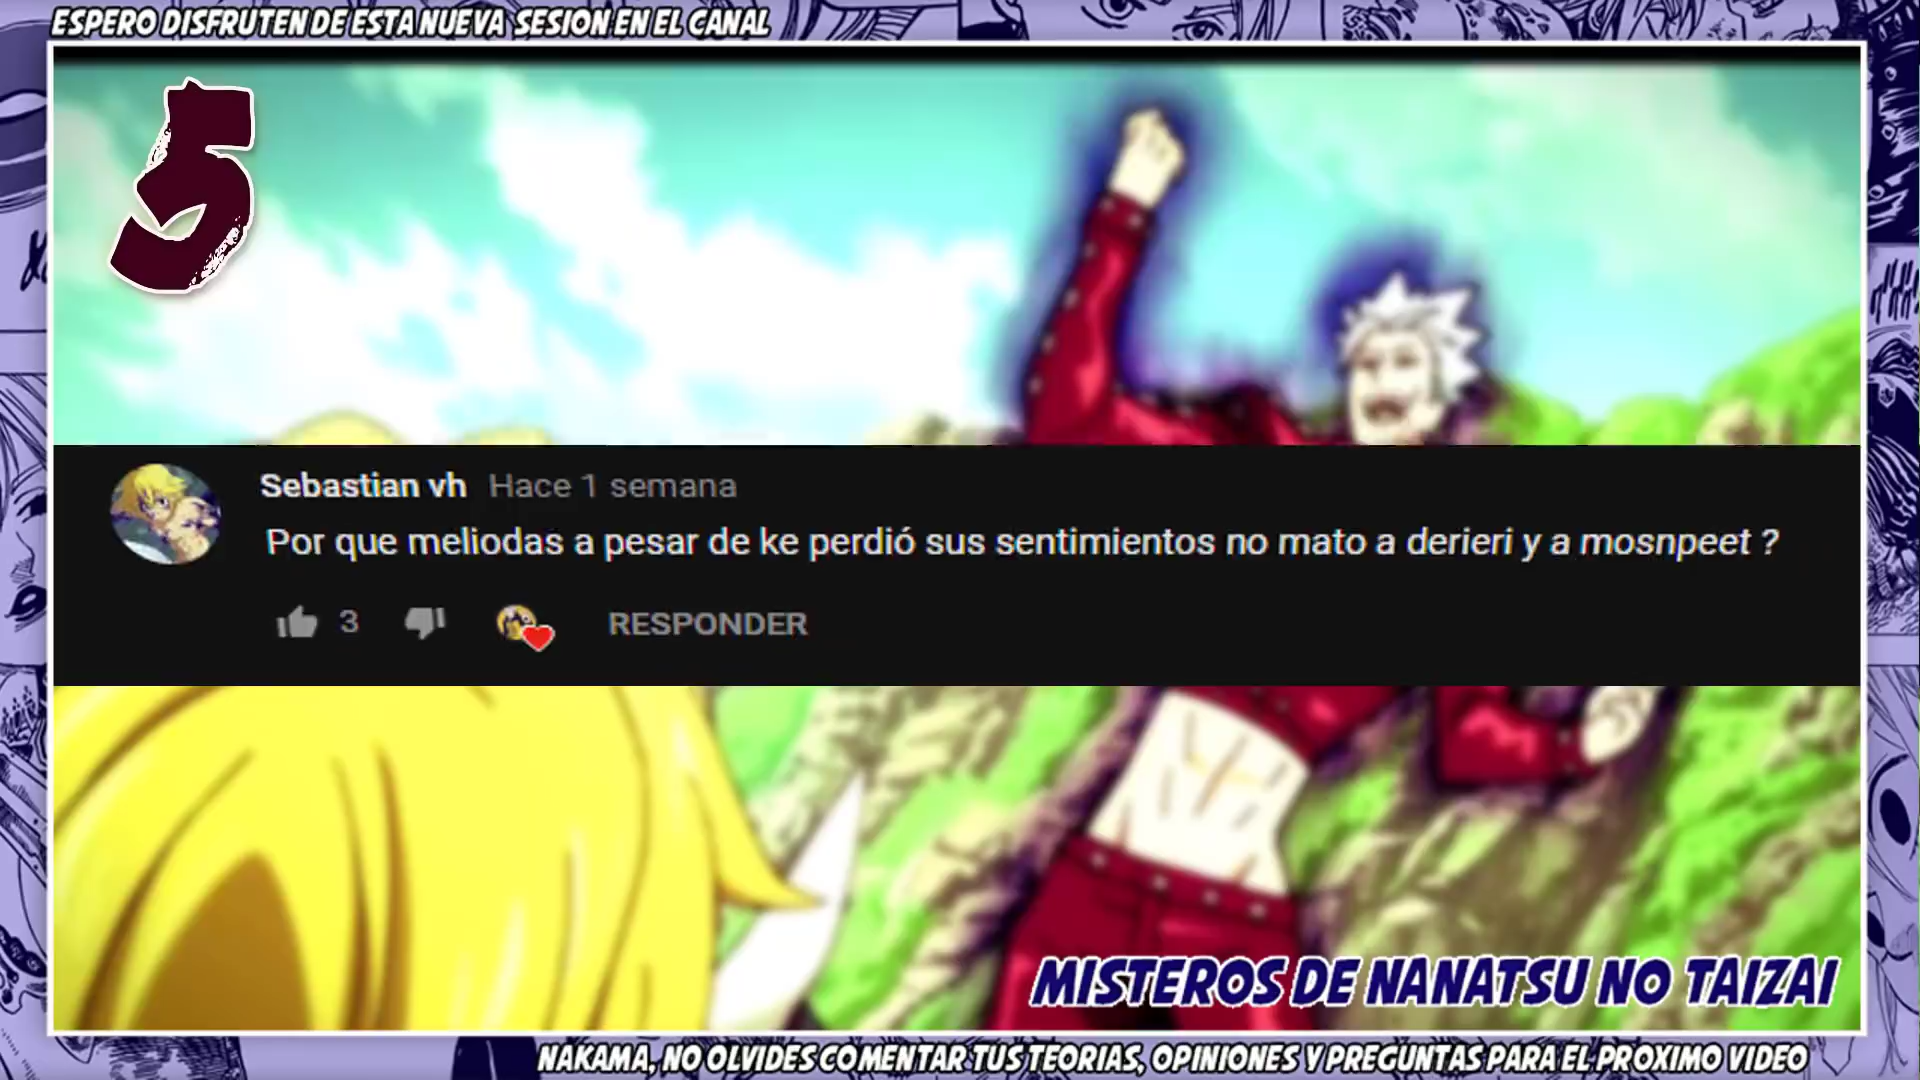 ESPERO DISFRUTEN DE ESTA NUEVA SESION EN EL CANAL
5
Sebastian vh Hace 1 semana
Por que meliodas a pesar de ke perdió sus sentimientos no mato a derieri y a mosnpeet ?
3 RESPONDER
MISTEROS DE NANATSU NO TAIZAI
NAKAMA, NO OLVIDES COMENTAR TUS TEORIAS, OPINIONES Y PREGUNTAS PARA EL PROXIMO VIDEO